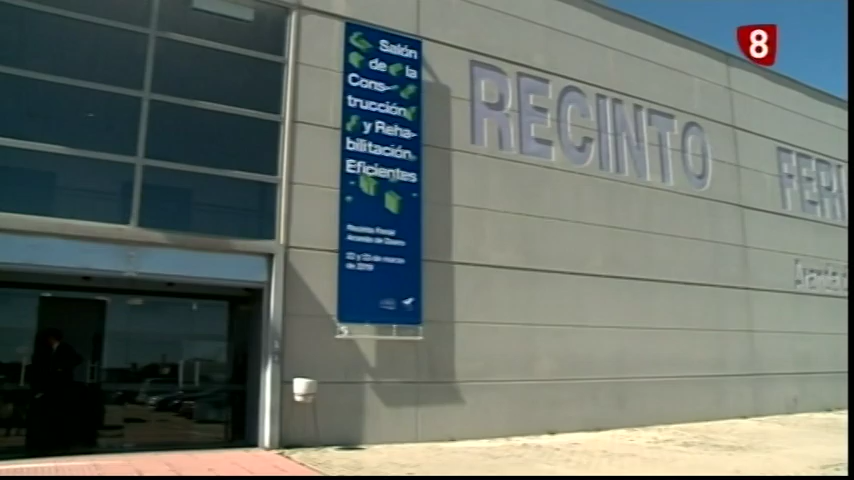 8
Salón
de la
Cons-
trucción
y Reha-
bilitación
Eficientes
Recinto Ferial
Aranda de Duero
22 y 23 de marzo
de 2019
RECINTO FERI
Aranda d